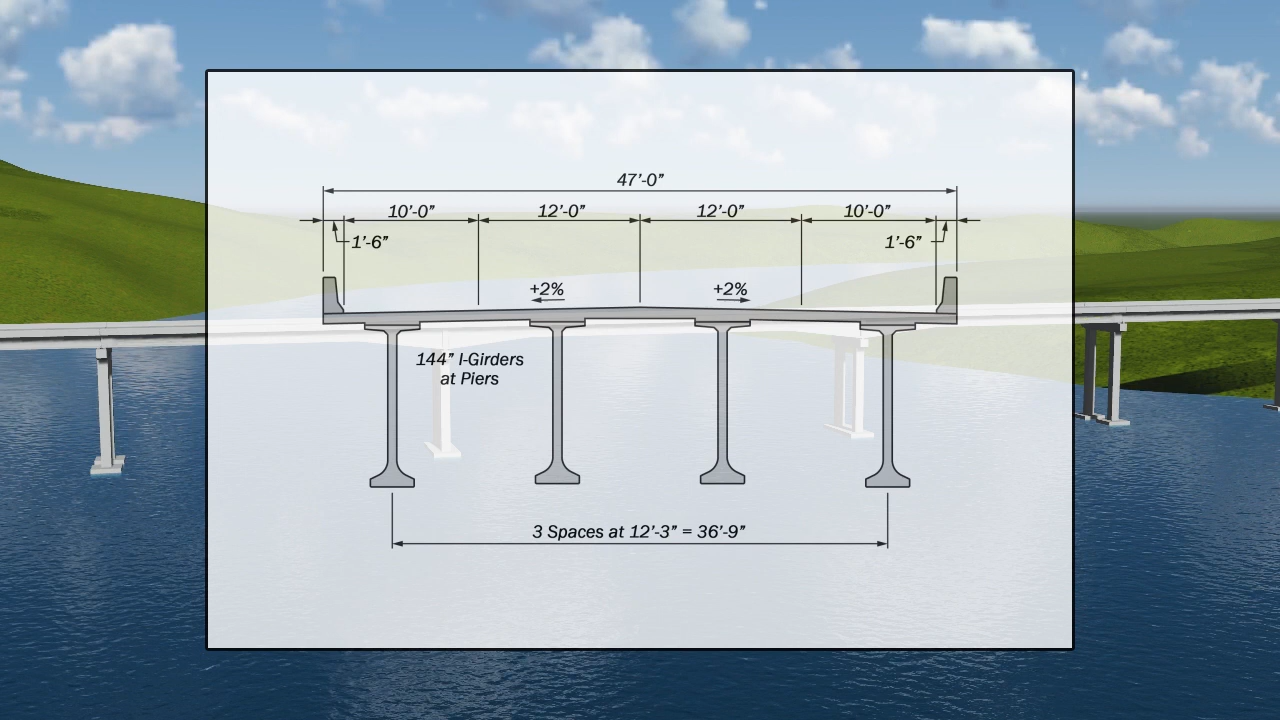 47'-0”
10'-0” 12'-0” 12'-0” 10'-0”
1'-6” 1'-6”
+2% +2%
144” I-Girders
at Piers
3 Spaces at 12'-3” = 36'-9”